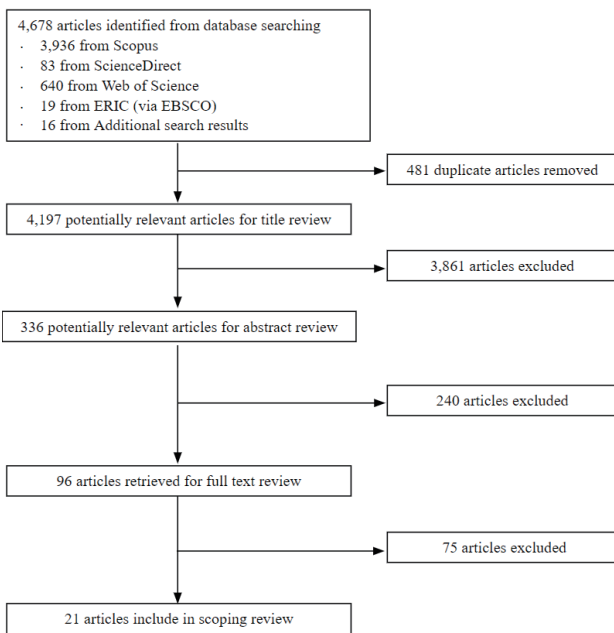 4,678 articles identified from database searching
· 3,936 from Scopus
· 83 from ScienceDirect
· 640 from Web of Science
· 19 from ERIC (via EBSCO)
· 16 from Additional search results
481 duplicate articles removed
4,197 potentially relevant articles for title review
3,861 articles excluded
336 potentially relevant articles for abstract review
240 articles excluded
96 articles retrieved for full text review
75 articles excluded
21 articles include in scoping review